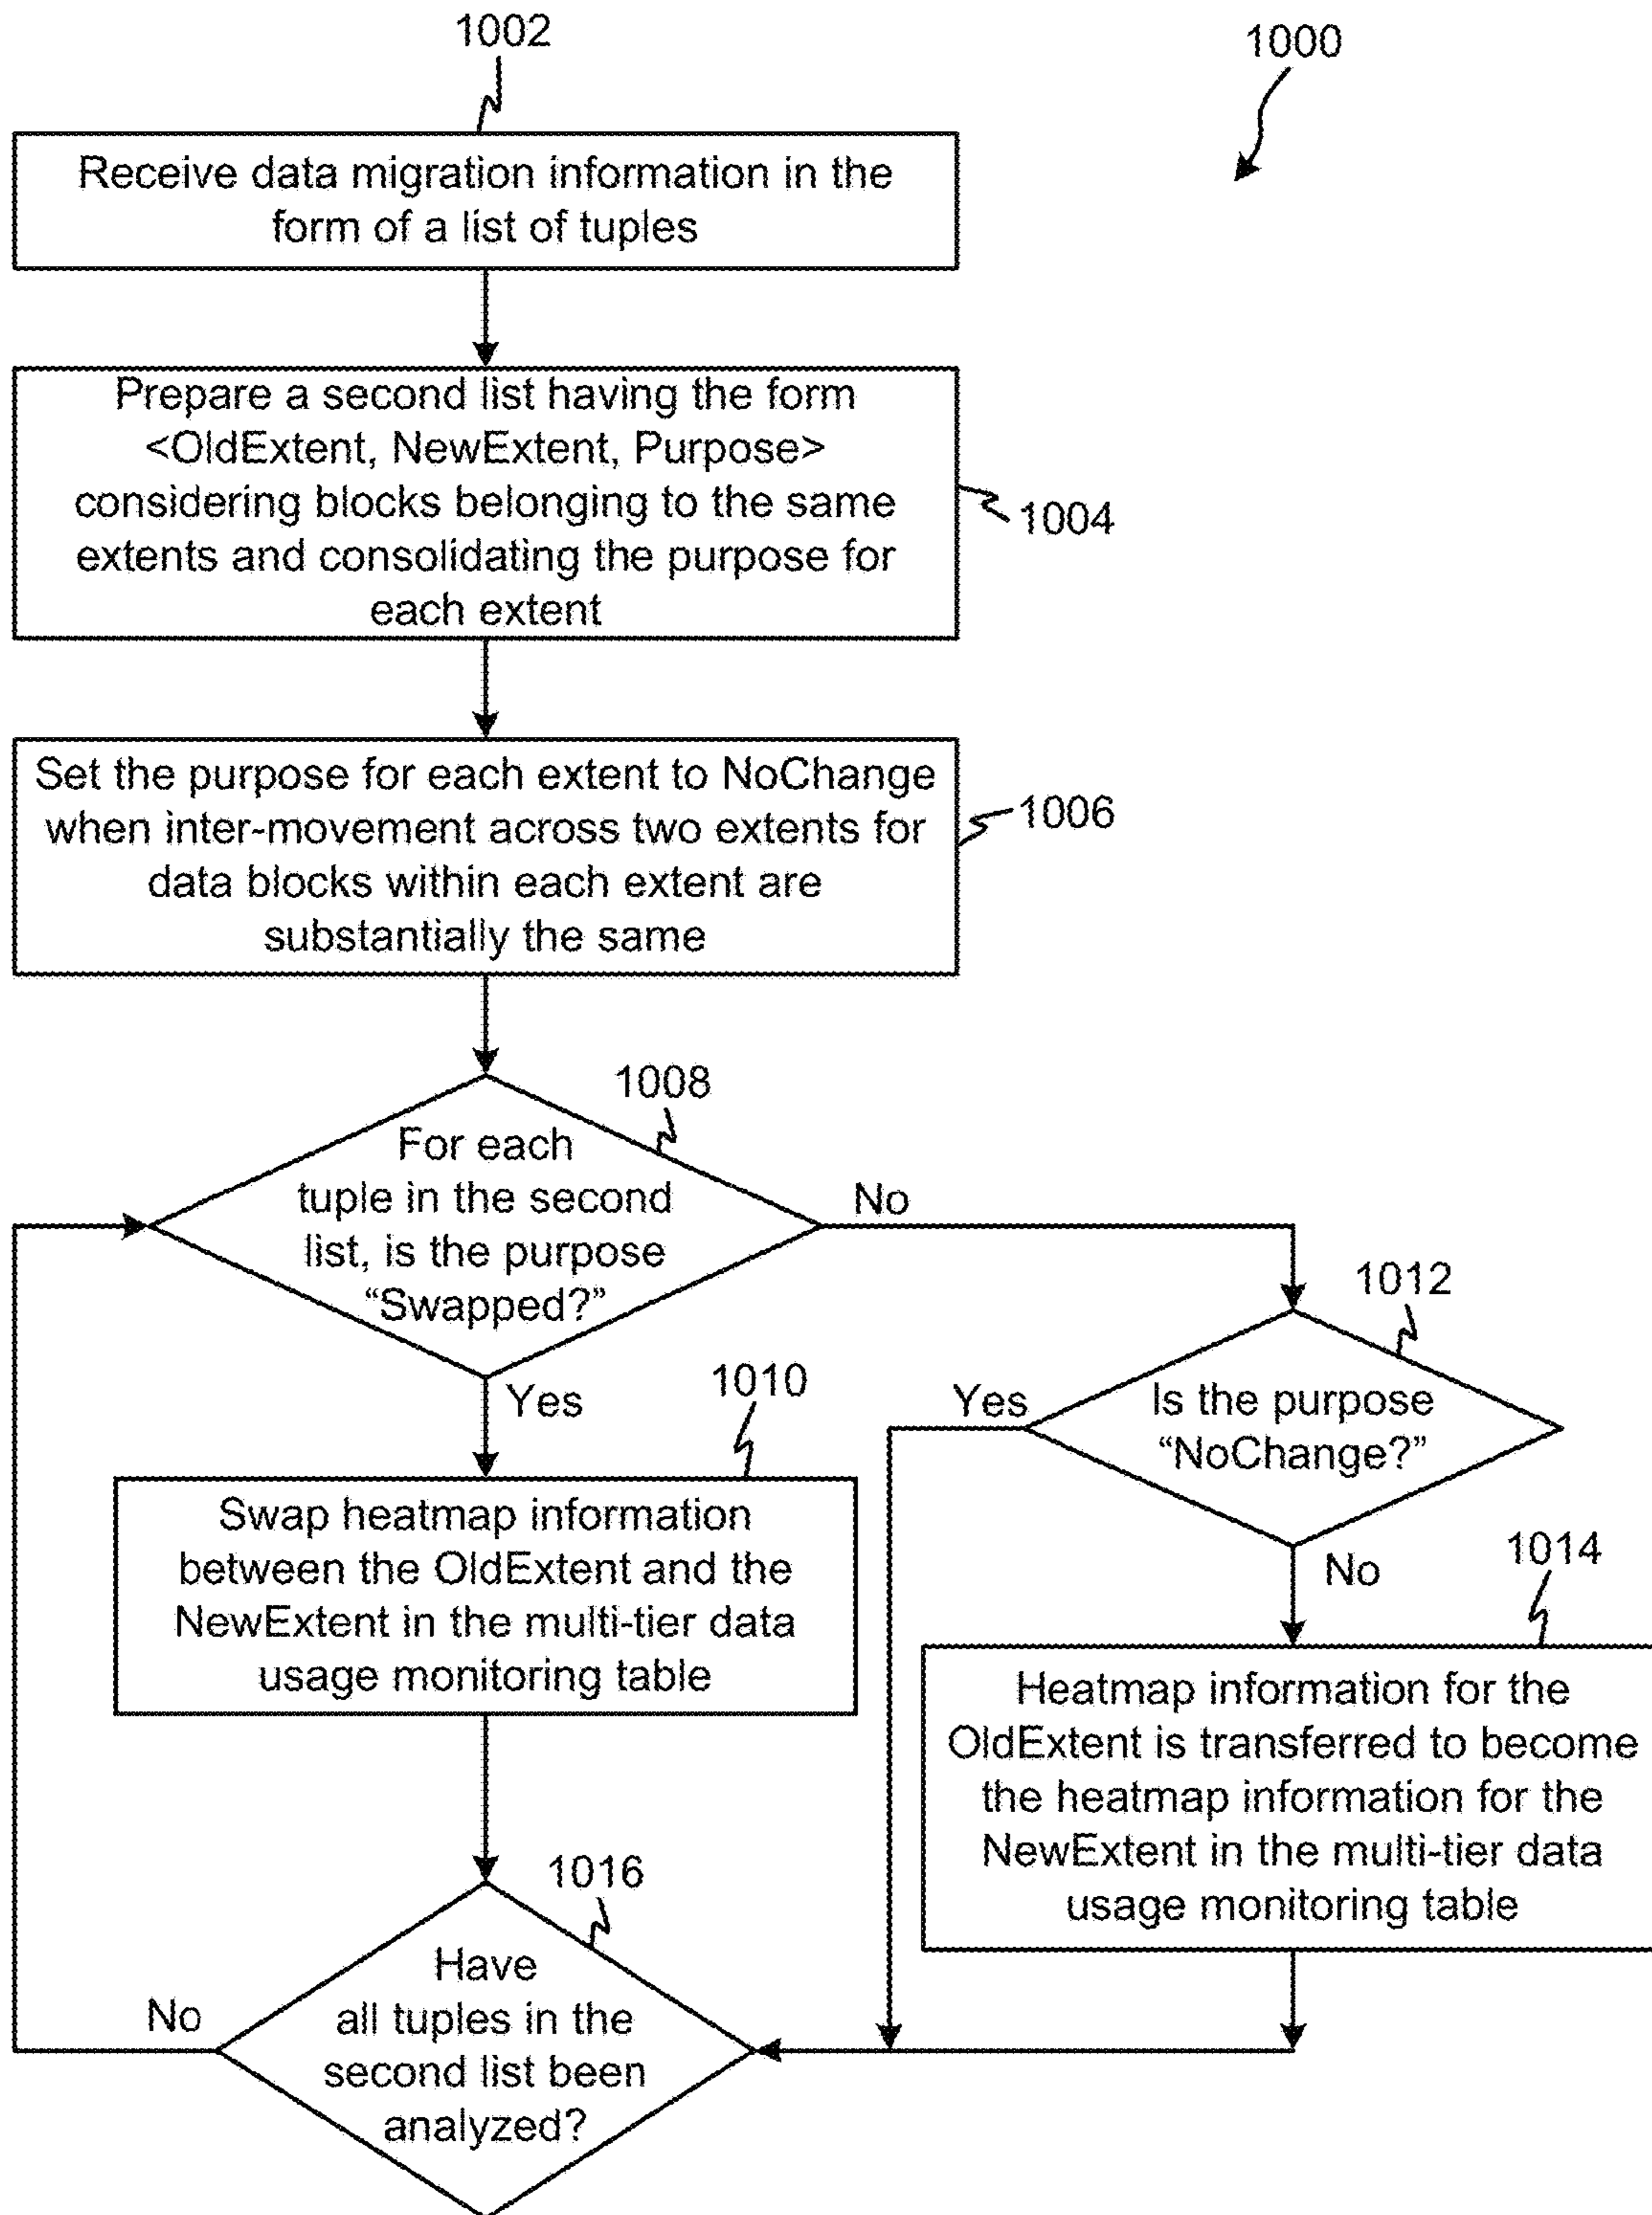 1002
1000
Receive data migration information in the
form of a list of tuples
Prepare a second list having the form
<OldExtent, NewExtent, Purpose>
considering blocks belonging to the same
extents and consolidating the purpose for
each extent
1004
Set the purpose for each extent to NoChange
when inter-movement across two extents for
data blocks within each extent are
substantially the same
1006
1008
For each
tuple in the second
list, is the purpose
“Swapped?”
No
Yes
1012
Is the purpose
“NoChange?”
Yes
No
1010
Swap heatmap information
between the OldExtent and the
NewExtent in the multi-tier data
usage monitoring table
1014
Heatmap information for the
OldExtent is transferred to become
the heatmap information for the
NewExtent in the multi-tier data
usage monitoring table
1016
Have
all tuples in the
second list been
analyzed?
No